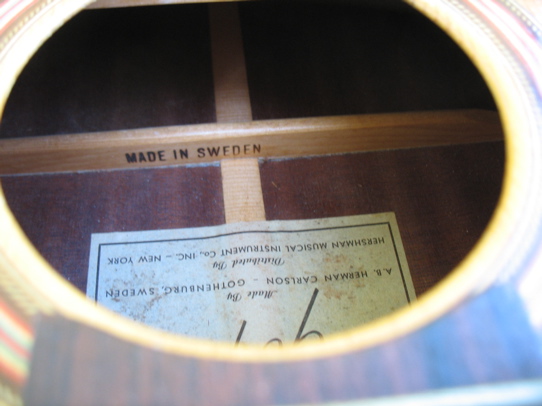 MADE IN SWEDEN
Made By
A.B. HERMAN CARLSON - GOTHENBURG, SWEDEN
Distributed By
HERSHMAN MUSICAL INSTRUMENT CO., INC. - NEW YORK